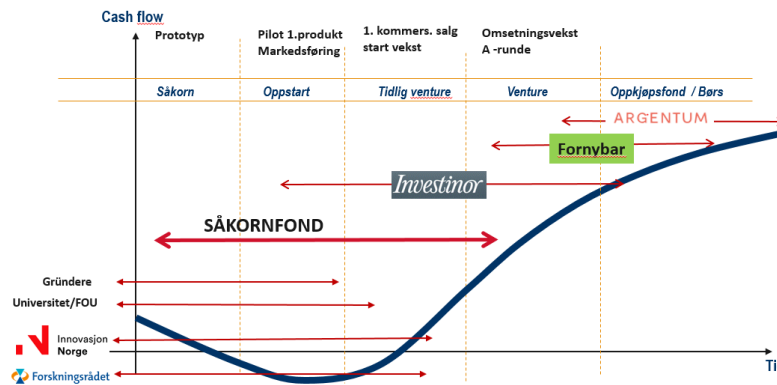 Cash flow
Prototyp
Pilot 1.produkt
Markedsføring
1. kommers. salg
start vekst
Omsetningsvekst
A -runde
Såkorn
Oppstart
Tidlig venture
Venture
Oppkjøpsfond / Børs
ARGENTUM
Fornybar
Investinor
SÅKORNFOND
Gründere
Universitet/FOU
Innovasjon
Norge
Ti
Forskningsrådet